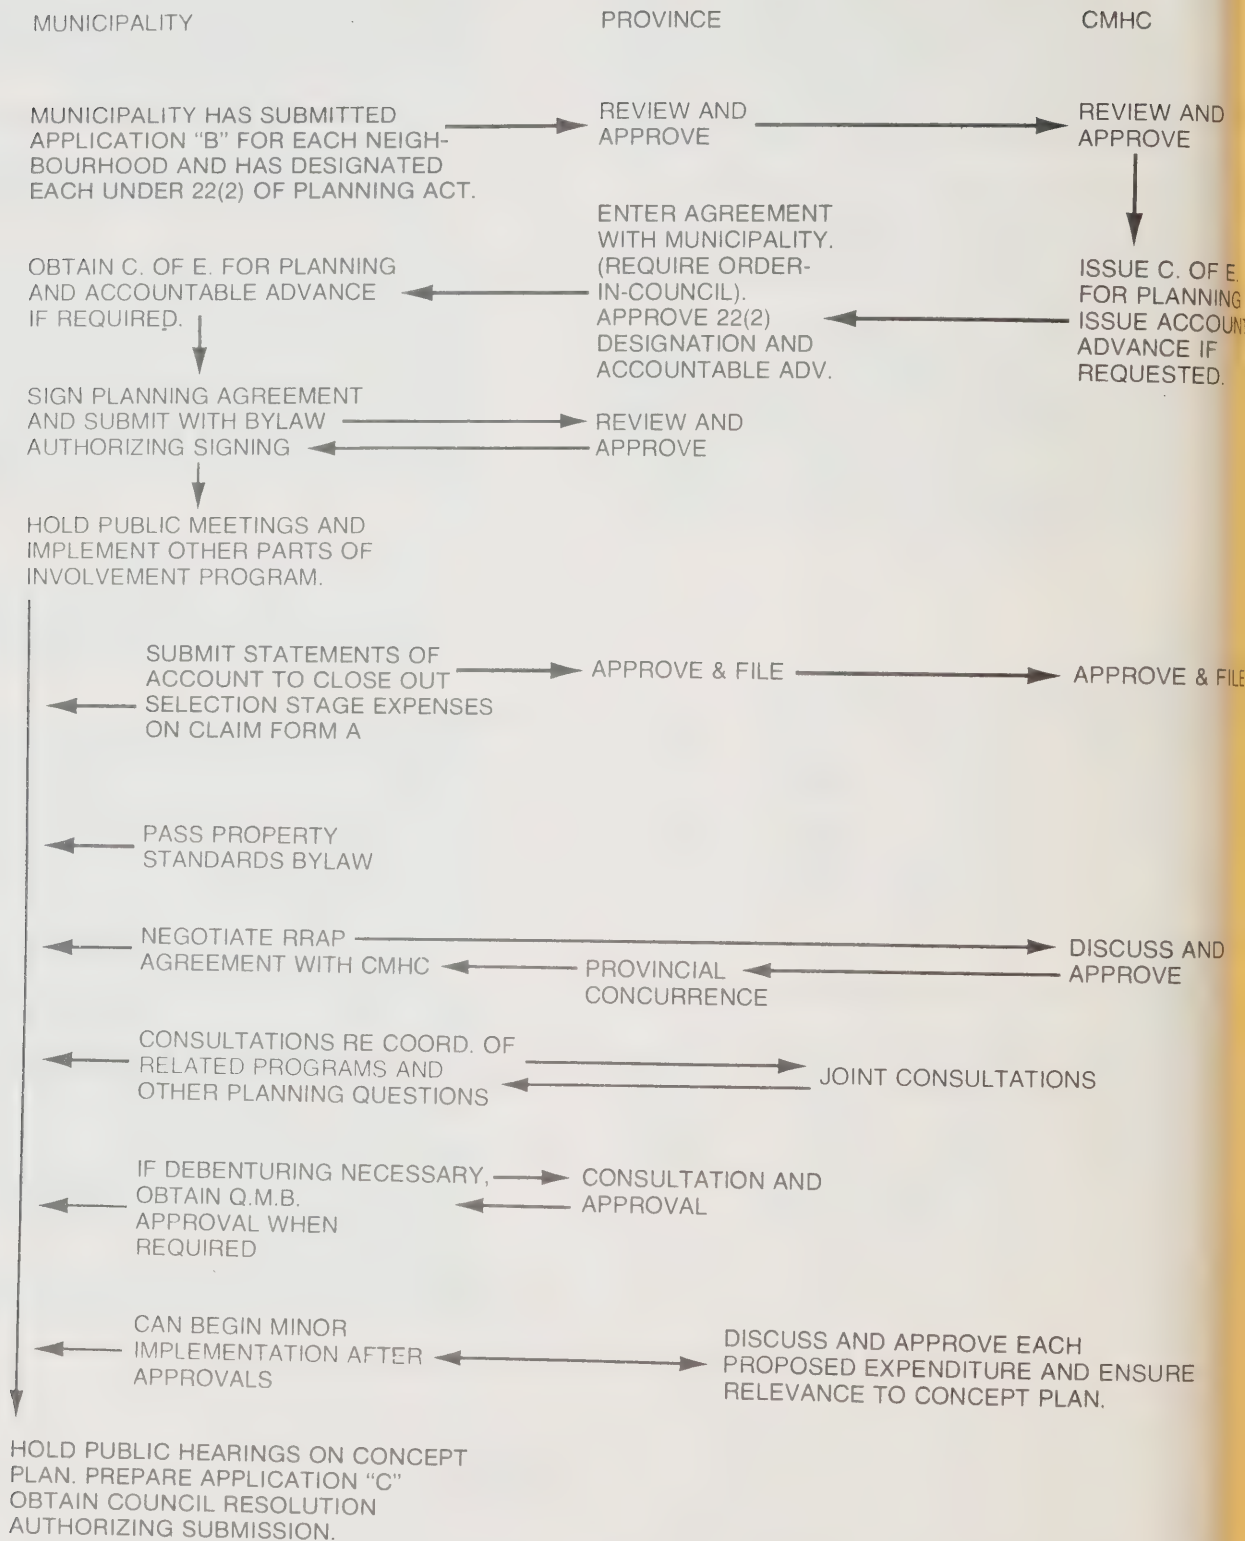 MUNICIPALITY
PROVINCE
CMHC
MUNICIPALITY HAS SUBMITTED
APPLICATION "B" FOR EACH NEIGH-
BOURHOOD AND HAS DESIGNATED
EACH UNDER 22(2) OF PLANNING ACT.
REVIEW AND
APPROVE
REVIEW AND
APPROVE
ENTER AGREEMENT
WITH MUNICIPALITY.
(REQUIRE ORDER-
IN-COUNCIL).
APPROVE 22(2)
DESIGNATION AND
ACCOUNTABLE ADV.
ISSUE C. OF E.
FOR PLANNING
ISSUE
ADVANCE IF
REQUESTED.
OBTAIN C. OF E. FOR PLANNING
AND ACCOUNTABLE ADVANCE
IF REQUIRED.
SIGN PLANNING AGREEMENT
AND SUBMIT WITH BYLAW
AUTHORIZING SIGNING
REVIEW AND
APPROVE
HOLD PUBLIC MEETINGS AND
IMPLEMENT OTHER PARTS OF
INVOLVEMENT PROGRAM.
SUBMIT STATEMENTS OF
ACCOUNT TO CLOSE OUT
SELECTION STAGE EXPENSES
ON CLAIM FORM A
APPROVE & FILE
APPROVE & FILE
PASS PROPERTY
STANDARDS BYLAW
NEGOTIATE RRAP
AGREEMENT WITH CMHC
PROVINCIAL
CONCURRENCE
DISCUSS AND
APPROVE
CONSULTATIONS RE COORD. OF
RELATED PROGRAMS AND
OTHER PLANNING QUESTIONS
JOINT CONSULTATIONS
IF DEBENTURING NECESSARY,
OBTAIN Q.M.B.
APPROVAL WHEN
REQUIRED
CONSULTATION AND
APPROVAL
CAN BEGIN MINOR
IMPLEMENTATION AFTER
APPROVALS
DISCUSS AND APPROVE EACH
PROPOSED EXPENDITURE AND ENSURE
RELEVANCE TO CONCEPT PLAN.
HOLD PUBLIC HEARINGS ON CONCEPT
PLAN. PREPARE APPLICATION "C"
OBTAIN COUNCIL RESOLUTION
AUTHORIZING SUBMISSION.